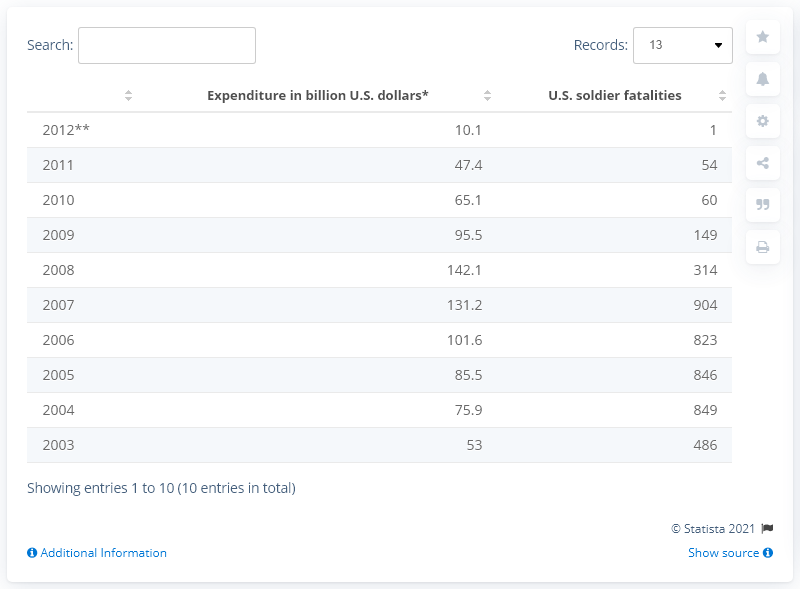 Search: Records: 13
Expenditure in billion U.S. dollars* U.S. soldier fatalities
2012** 10.1 1
2011 47.4 54
2010 65.1 60
2009 95.5 149
2008 142.1 314
2007 131.2 904
2006 101.6 823
2005 85.5 846
2004 75.9 849
2003 53 486
Showing entries 1 to 10 (10 entries in total)
© Statista 2021
Additional Information Show source